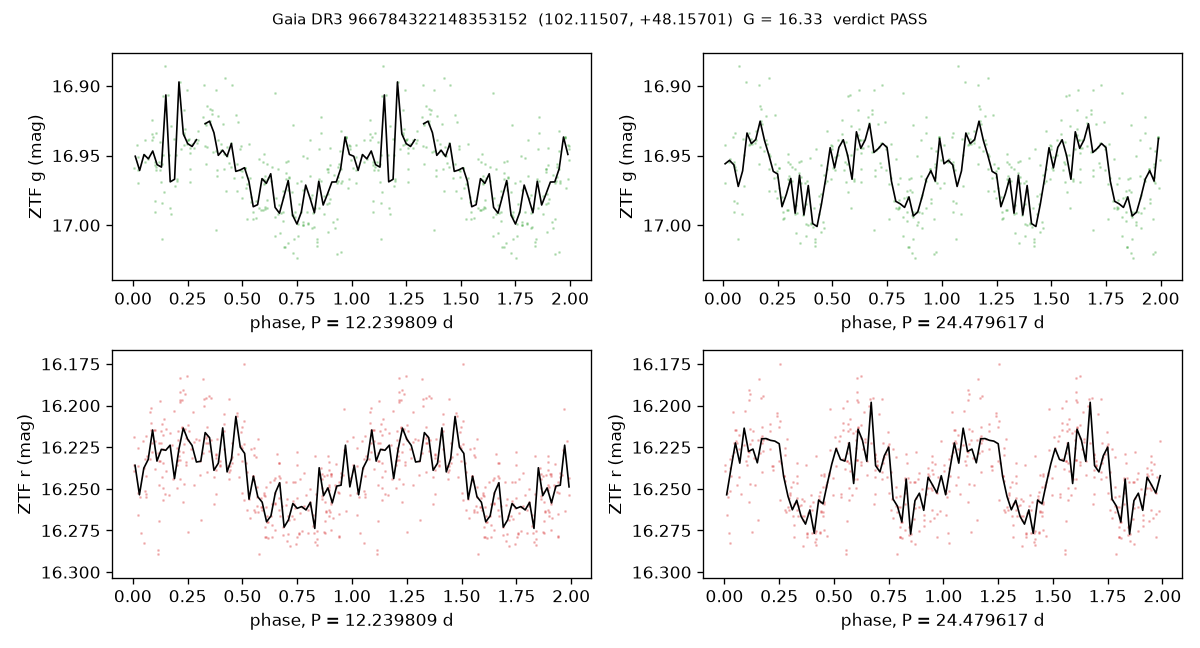 Gaia DR3 966784322148353152 (102.11507, +48.15701) G = 16.33 verdict PASS
16.90
16.95
17.00
ZTF g (mag)
0.00 0.25 0.50 0.75 1.00 1.25 1.50 1.75 2.00
phase, P = 12.239809 d
16.90
16.95
17.00
ZTF g (mag)
0.00 0.25 0.50 0.75 1.00 1.25 1.50 1.75 2.00
phase, P = 24.479617 d
16.175
16.200
16.225
16.250
16.275
16.300
ZTF r (mag)
0.00 0.25 0.50 0.75 1.00 1.25 1.50 1.75 2.00
phase, P = 12.239809 d
16.175
16.200
16.225
16.250
16.275
16.300
ZTF r (mag)
0.00 0.25 0.50 0.75 1.00 1.25 1.50 1.75 2.00
phase, P = 24.479617 d